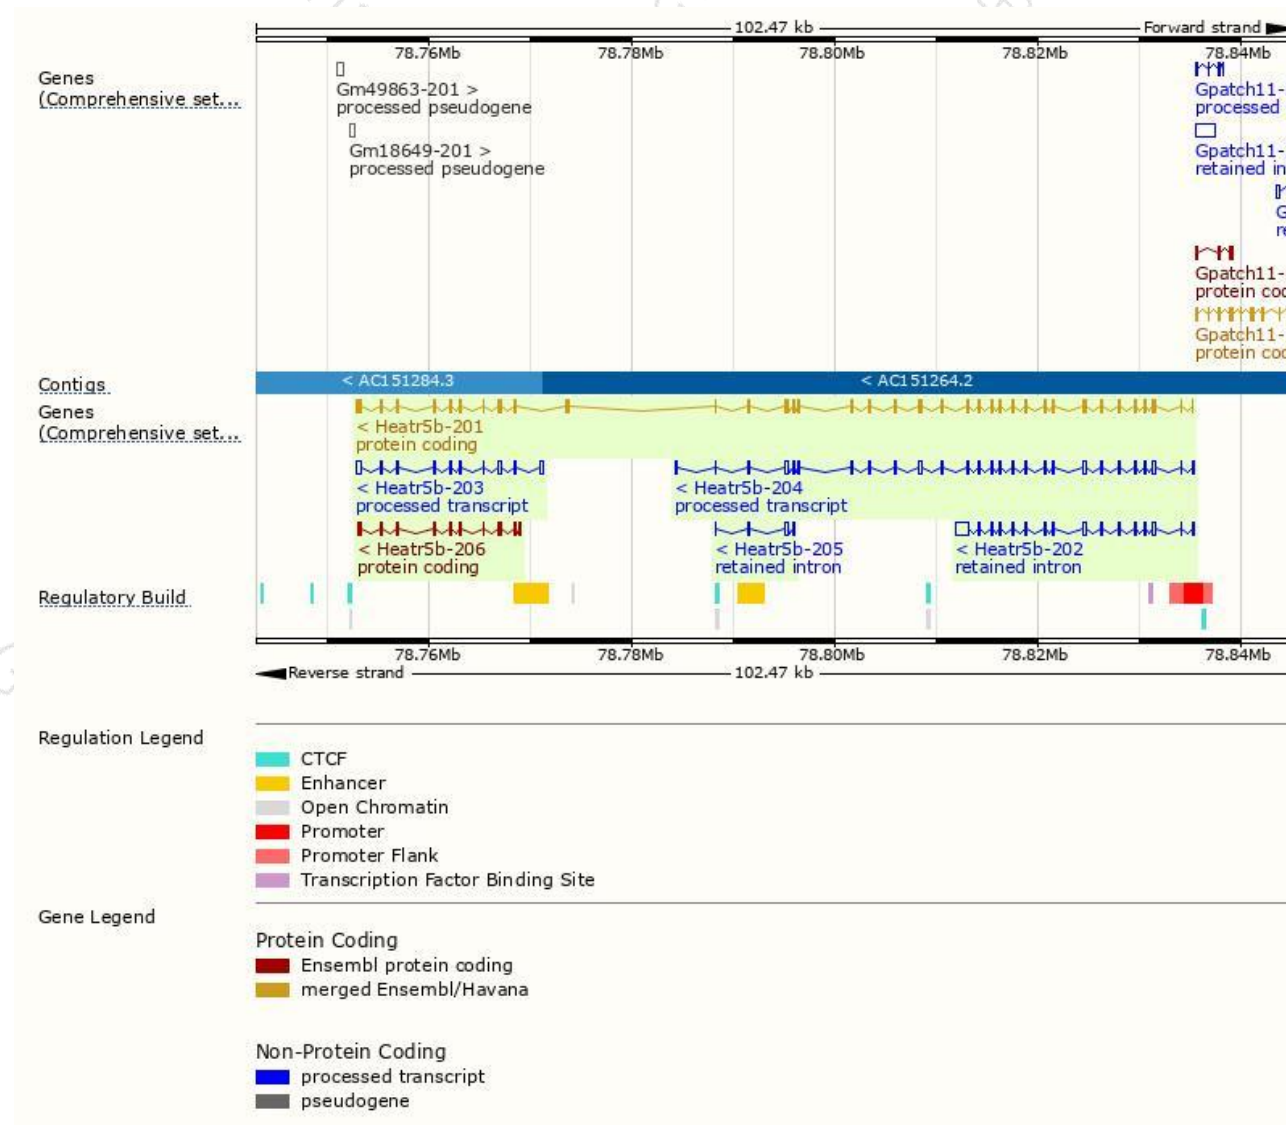 102.47 kb
Forward strand
78.76Mb 78.78Mb 78.80Mb 78.82Mb 78.84Mb
Genes
(Comprehensive set...
Gm49863-201 >
processed pseudogene
Gm18649-201 >
processed pseudogene
Gpatch11-
processed
Gpatch11-
retained in
G
re
Gpatch11-
protein cod
Gpatch11-
protein cod
Contigs
< AC151284.3
< AC151264.2
Genes
(Comprehensive set...
< Heatr5b-201
protein coding
< Heatr5b-203
processed transcript
< Heatr5b-204
processed transcript
< Heatr5b-206
protein coding
< Heatr5b-205
retained intron
< Heatr5b-202
retained intron
Regulatory Build
78.76Mb 78.78Mb 78.80Mb 78.82Mb 78.84Mb
Reverse strand
102.47 kb
Regulation Legend
CTCF
Enhancer
Open Chromatin
Promoter
Promoter Flank
Transcription Factor Binding Site
Gene Legend
Protein Coding
Ensembl protein coding
merged Ensembl/Havana
Non-Protein Coding
processed transcript
pseudogene